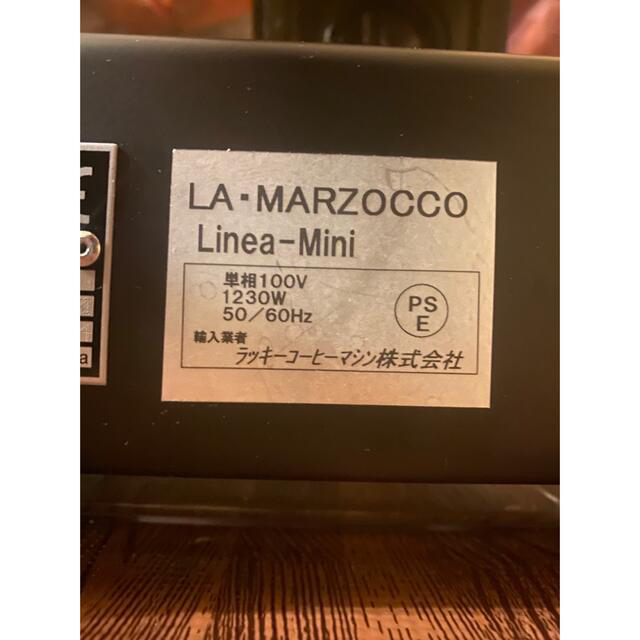 LA・MARZOCCO
Linea-Mini
単相100V
1230W
50/60Hz
PS
E
輸入業者
ラッキーコーヒーマシン株式会社